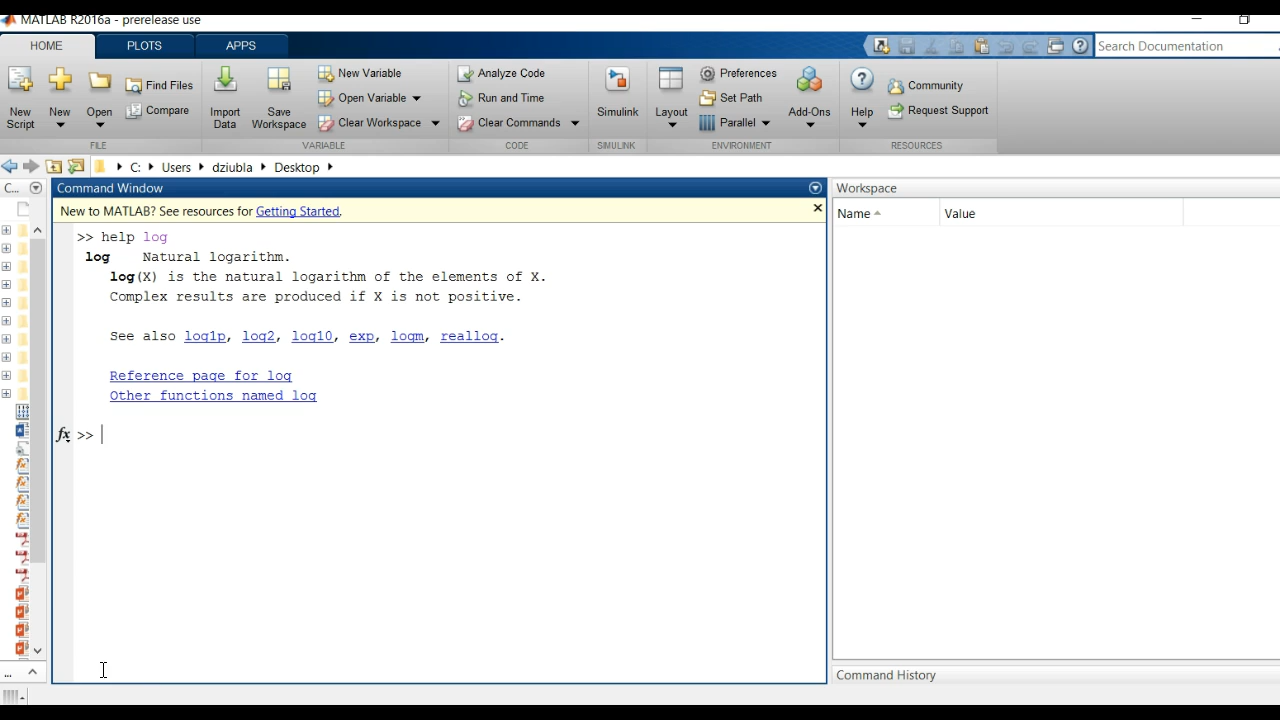 MATLAB R2016a - prerelease use
HOME PLOTS APPS
Search Documentation
New Script
New
Open
Find Files
Compare
Import Data
Save Workspace
New Variable
Open Variable
Clear Workspace
Analyze Code
Run and Time
Clear Commands
Simulink
Layout
Preferences
Set Path
Parallel
Add-Ons
Help
Community
Request Support
FILE VARIABLE CODE SIMULINK ENVIRONMENT RESOURCES
C: Users dziubla Desktop
C...
Command Window
New to MATLAB? See resources for Getting Started.
>> help log
log Natural logarithm.
log(X) is the natural logarithm of the elements of X.
Complex results are produced if X is not positive.
See also log1p, log2, log10, exp, logm, reallog.
Reference page for log
Other functions named log
fx >>
...
Workspace
Name Value
Command History